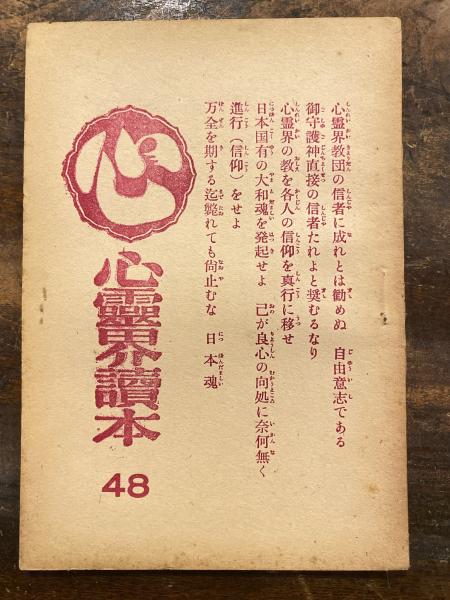 心霊界教団の信者に成れとは勧めぬ 自由意志である
御守護神直接の信者たれよと奨むるなり
心霊界の教を各人の信仰を真行に移せ
日本国有の大和魂を発起せよ 己が良心の向処に奈何無く
進行(信仰)をせよ
万全を期する迄斃れても尙止むな 日本魂
心
心靈界讀本
48